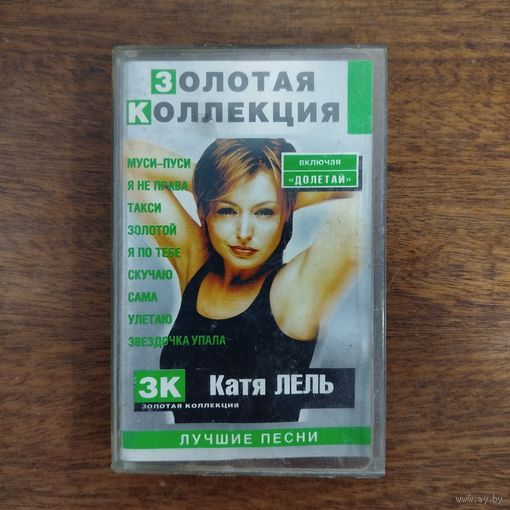 ЗОЛОТАЯ
КОЛЛЕКЦИЯ
включая
«ДОЛЕТАЙ»
МУСИ-ПУСИ
Я НЕ ПРАВА
ТАКСИ
ЗОЛОТОЙ
Я ПО ТЕБЕ
СКУЧАЮ
САМА
УЛЕТАЮ
ЗВЕЗДОЧКА УПАЛА
ЗК
ЗОЛОТАЯ КОЛЛЕКЦИЯ
Катя ЛЕЛЬ
ЛУЧШИЕ ПЕСНИ
www.ay.by